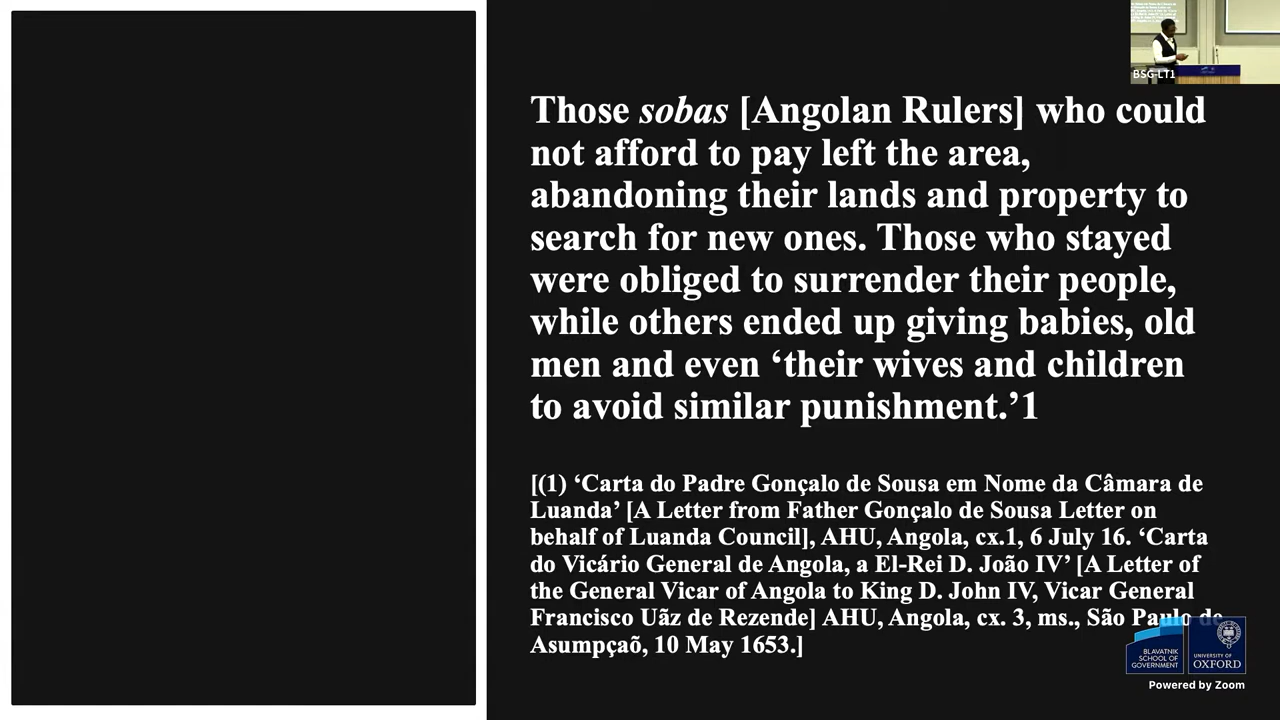 BSG-LT1
Those sobas [Angolan Rulers] who could
not afford to pay left the area,
abandoning their lands and property to
search for new ones. Those who stayed
were obliged to surrender their people,
while others ended up giving babies, old
men and even ‘their wives and children
to avoid similar punishment.’1
[(1) ‘Carta do Padre Gonçalo de Sousa em Nome da Câmara de
Luanda’ [A Letter from Father Gonçalo de Sousa Letter on
behalf of Luanda Council], AHU, Angola, cx.1, 6 July 16. ‘Carta
do Vicário General de Angola, a El-Rei D. João IV’ [A Letter of
the General Vicar of Angola to King D. John IV, Vicar General
Francisco Uãz de Rezende] AHU, Angola, cx. 3, ms., São Paulo de
Asumpçaõ, 10 May 1653.]
BLAVATNIK
SCHOOL OF
GOVERNMENT
UNIVERSITY OF
OXFORD
Powered by Zoom